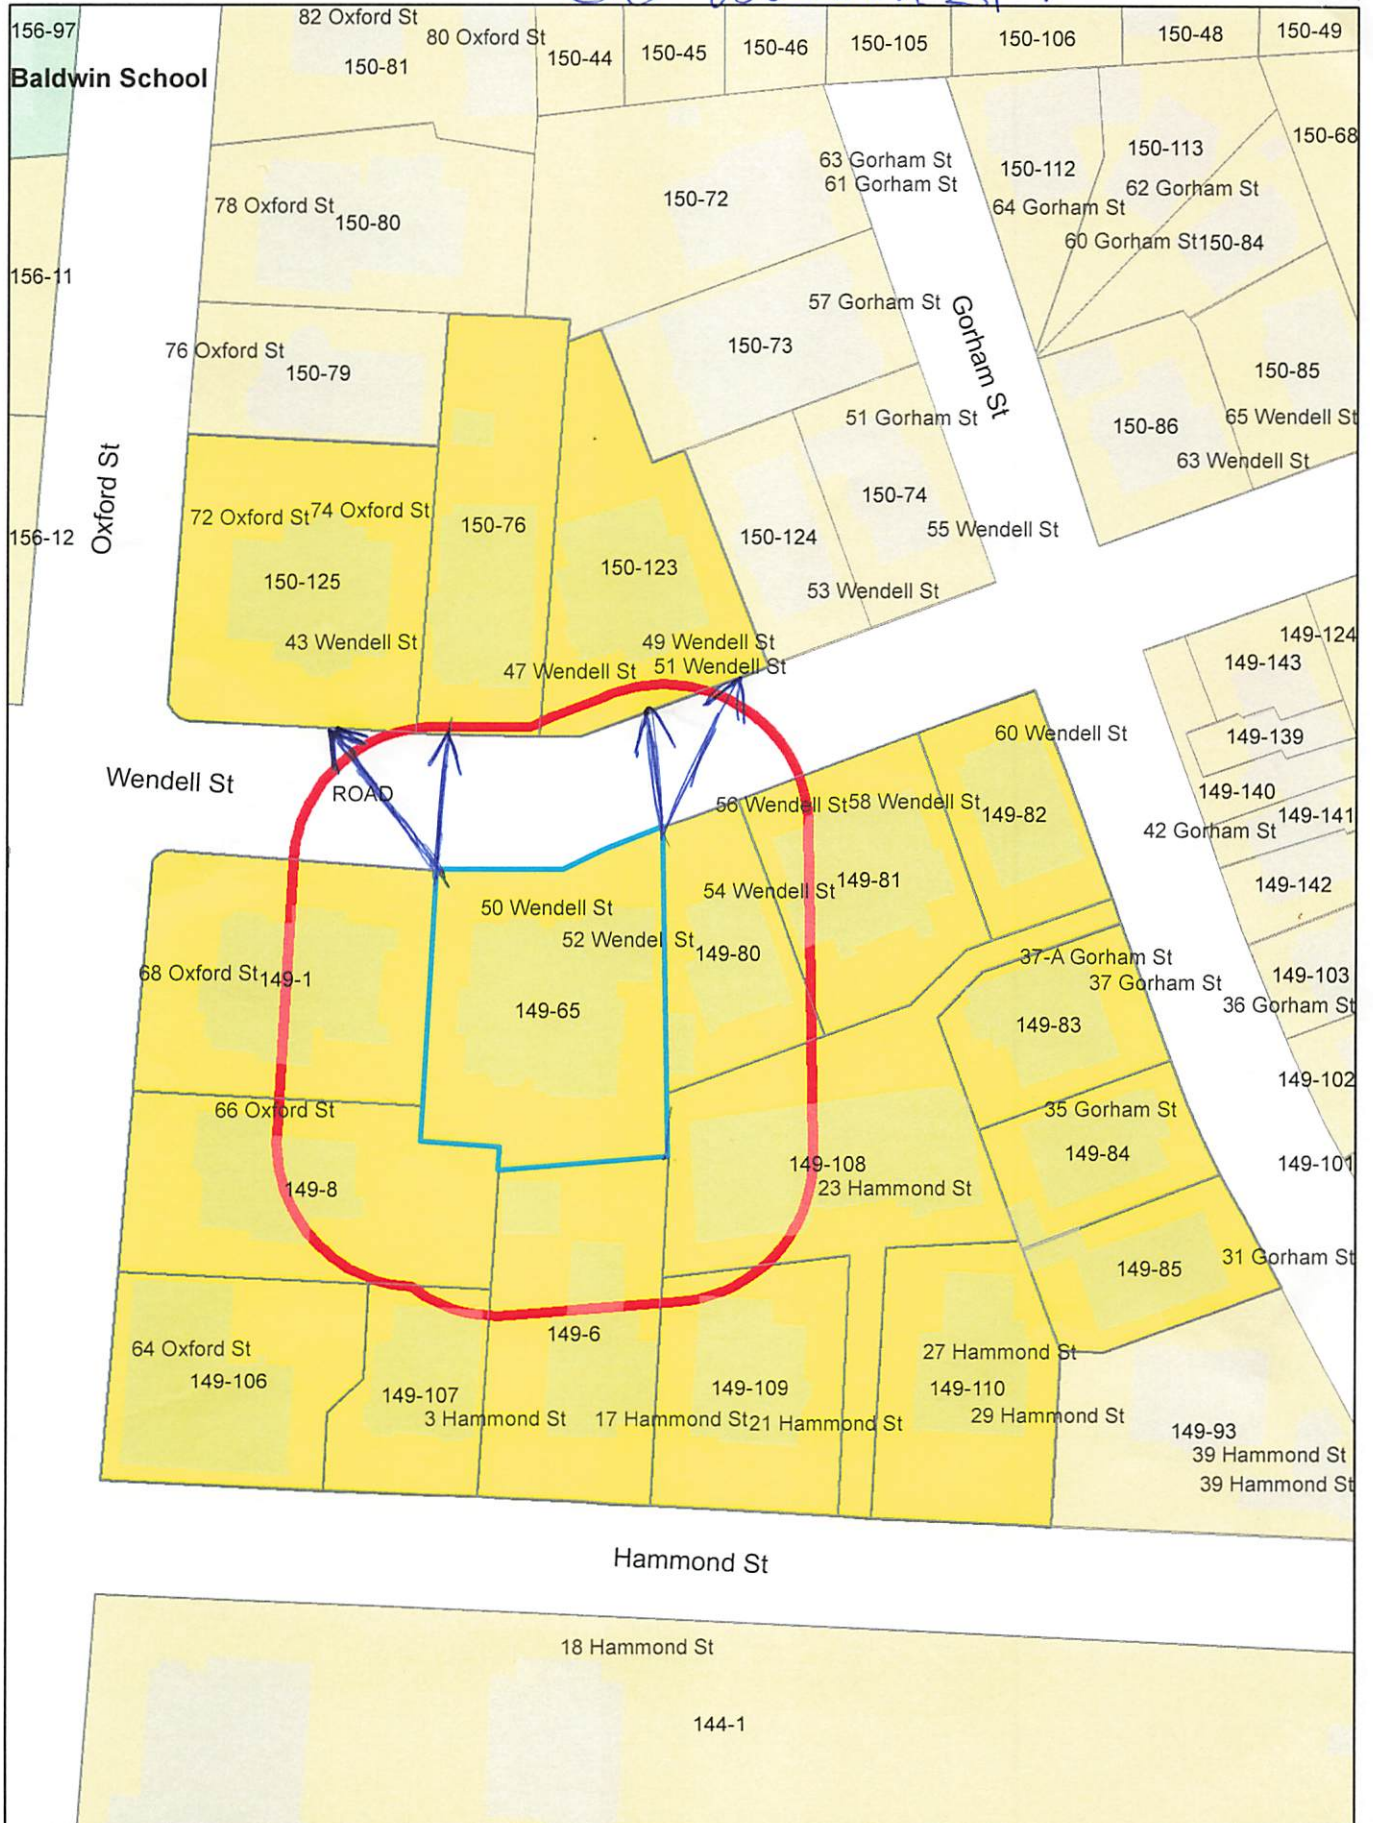 82 Oxford St
156-97
80 Oxford St
150-81
150-44
150-45
150-46
150-105
150-106
150-48
150-49
Baldwin School
150-68
150-113
63 Gorham St
61 Gorham St
150-112
62 Gorham St
150-72
64 Gorham St
78 Oxford St
150-80
60 Gorham St
150-84
156-11
57 Gorham St
Gorham St
150-73
76 Oxford St
150-79
150-85
51 Gorham St
65 Wendell St
150-86
63 Wendell St
Oxford St
150-74
72 Oxford St
74 Oxford St
150-76
55 Wendell St
156-12
150-124
150-125
150-123
53 Wendell St
43 Wendell St
49 Wendell St
149-124
47 Wendell St
51 Wendell St
149-143
60 Wendell St
149-139
Wendell St
ROAD
149-140
56 Wendell St
58 Wendell St
149-82
149-141
42 Gorham St
149-81
149-142
54 Wendell St
50 Wendell St
52 Wendel St
149-80
37-A Gorham St
68 Oxford St
149-1
37 Gorham St
149-103
36 Gorham St
149-65
149-83
149-102
66 Oxford St
35 Gorham St
149-84
149-108
149-101
149-8
23 Hammond St
31 Gorham St
149-85
149-6
64 Oxford St
27 Hammond St
149-106
149-107
149-109
149-110
3 Hammond St
17 Hammond St
21 Hammond St
29 Hammond St
149-93
39 Hammond St
39 Hammond St
Hammond St
18 Hammond St
144-1